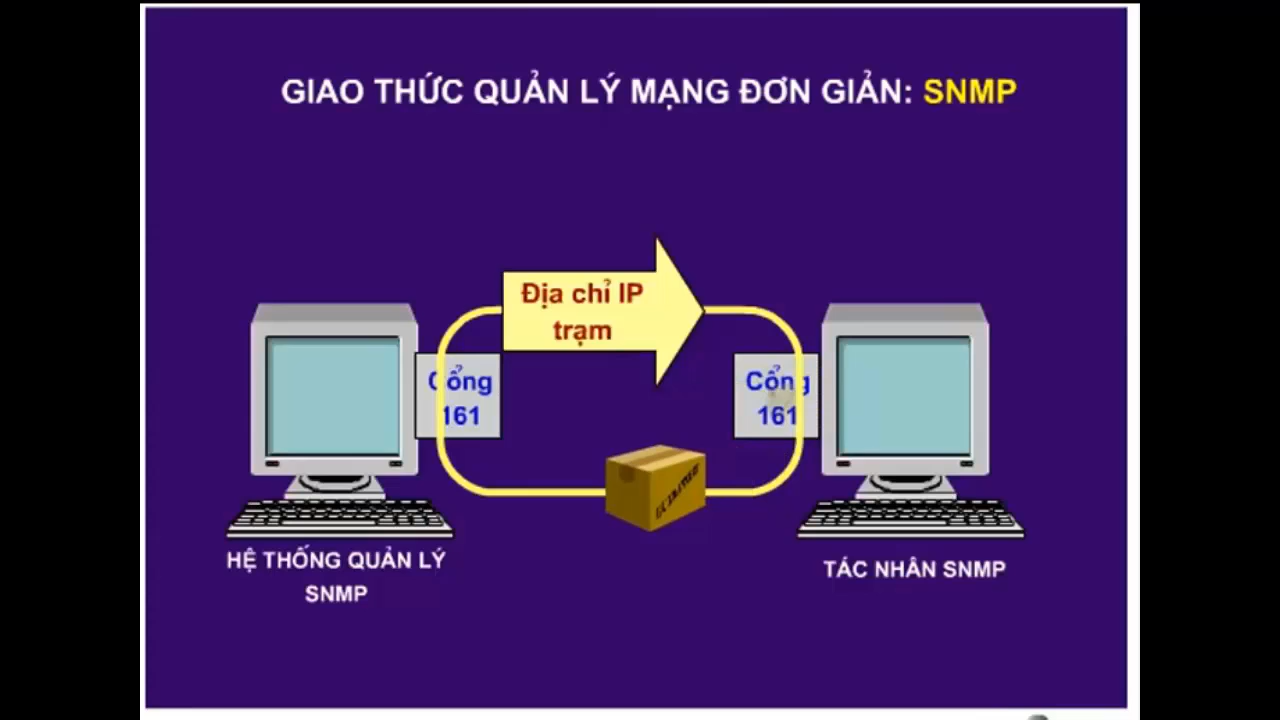 GIAO THỨC QUẢN LÝ MẠNG ĐƠN GIẢN: SNMP
Địa chỉ IP
trạm
Cổng
161
Cổng
161
HỆ THỐNG QUẢN LÝ
SNMP
TÁC NHÂN SNMP